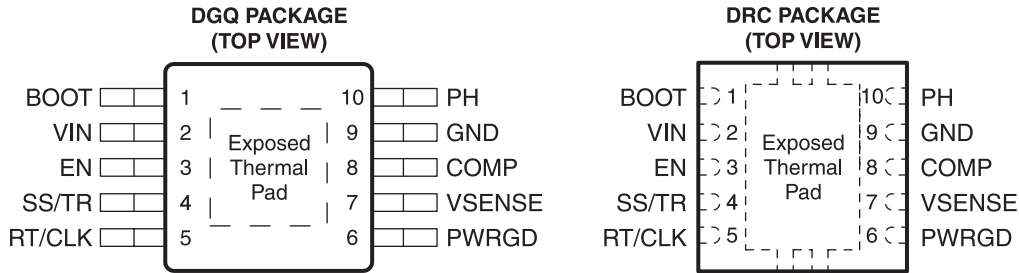 DGQ PACKAGE
(TOP VIEW)
BOOT 1 10 PH
VIN 2 9 GND
EN 3 8 COMP
SS/TR 4 7 VSENSE
RT/CLK 5 6 PWRGD
Exposed
Thermal
Pad
DRC PACKAGE
(TOP VIEW)
BOOT 1 10 PH
VIN 2 9 GND
EN 3 8 COMP
SS/TR 4 7 VSENSE
RT/CLK 5 6 PWRGD
Exposed
Thermal
Pad